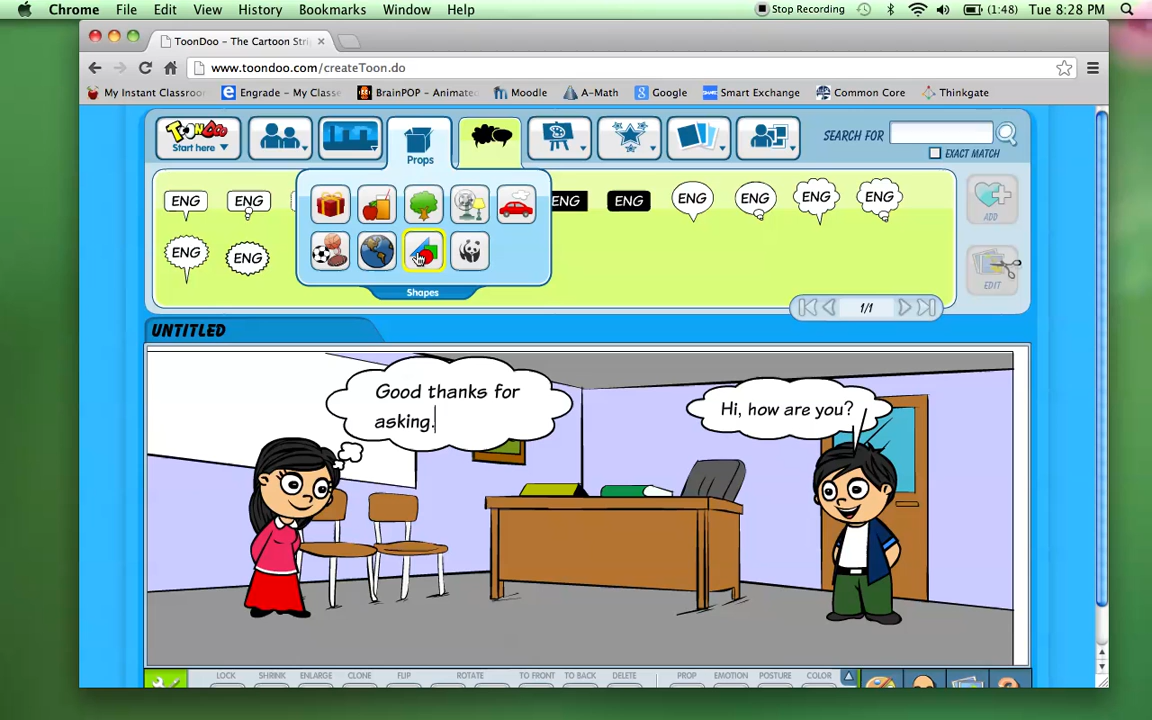 Chrome File Edit View History Bookmarks Window Help
Stop Recording (1:48) Tue 8:28 PM
ToonDoo - The Cartoon Stri
www.toondoo.com/createToon.do
My Instant Classroo Engrade - My Classe BrainPOP - Animated Moodle A-Math Google Smart Exchange Common Core Thinkgate
TOONDOO
Start here
Props
SEARCH FOR
EXACT MATCH
ENG ENG ENG ENG ENG ENG ENG ENG
ADD
ENG ENG
EDIT
Shapes
1/1
UNTITLED
Good thanks for
asking.
Hi, how are you?
LOCK SHRINK ENLARGE CLONE FLIP ROTATE TO FRONT TO BACK DELETE PROP EMOTION POSTURE COLOR